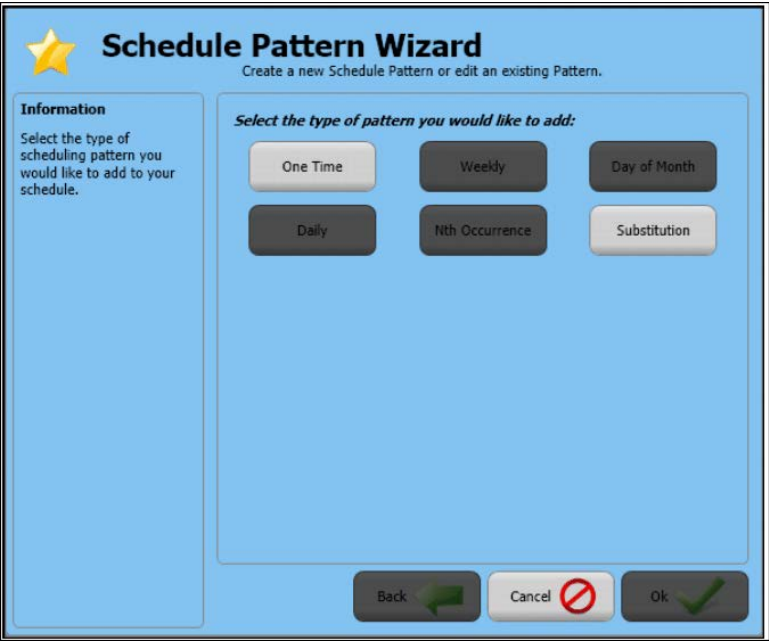 Schedule Pattern Wizard
Create a new Schedule Pattern or edit an existing Pattern.
Information
Select the type of
scheduling pattern you
would like to add to your
schedule.
Select the type of pattern you would like to add:
One Time
Weekly
Day of Month
Daily
Nth Occurrence
Substitution
Back
Cancel
Ok